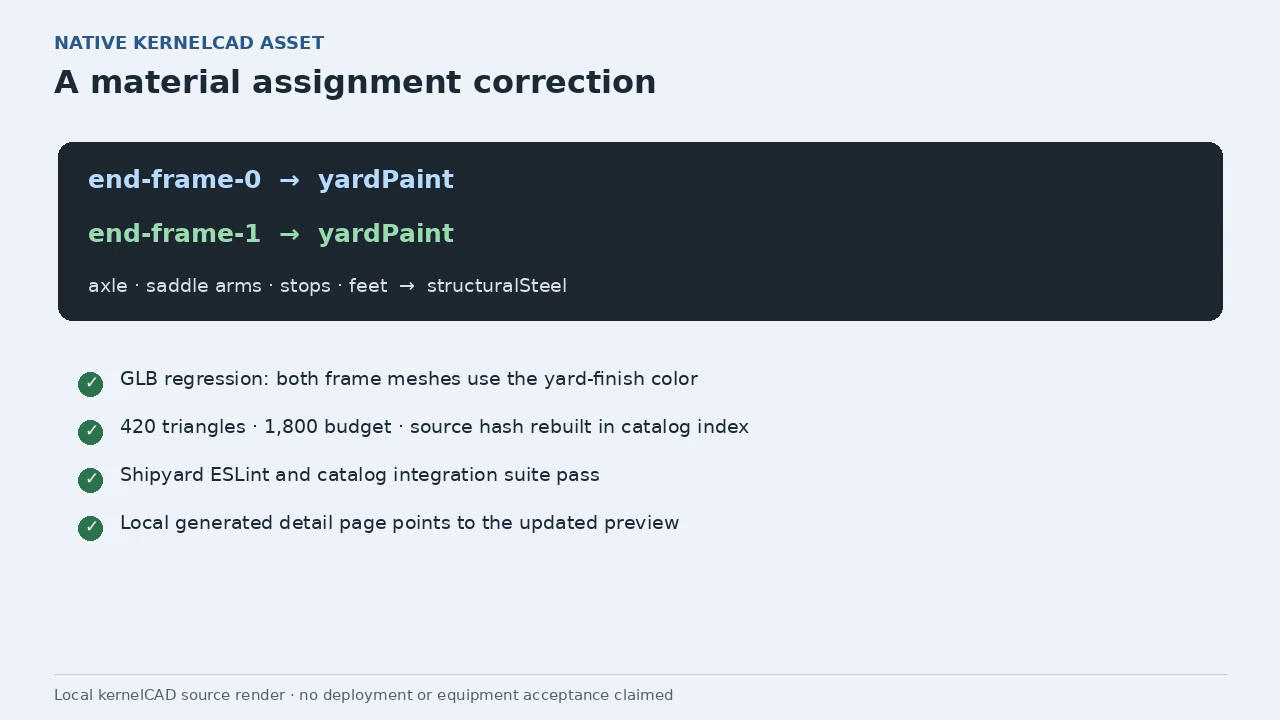 NATIVE KERNELCAD ASSET
A material assignment correction
end-frame-0 → yardPaint
end-frame-1 → yardPaint
axle · saddle arms · stops · feet → structuralSteel
✓ GLB regression: both frame meshes use the yard-finish color
✓ 420 triangles · 1,800 budget · source hash rebuilt in catalog index
✓ Shipyard ESLint and catalog integration suite pass
✓ Local generated detail page points to the updated preview
Local kernelCAD source render · no deployment or equipment acceptance claimed